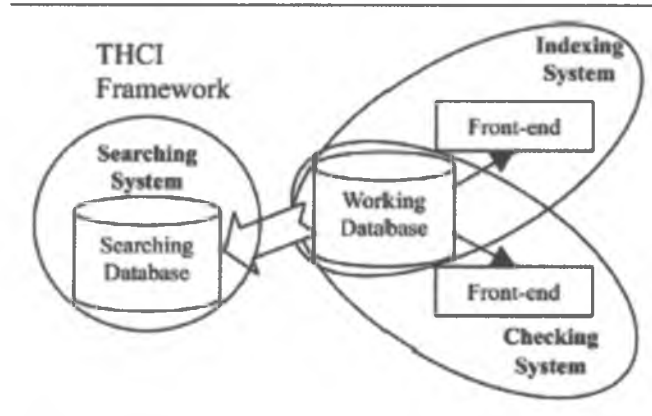 THCI
Framework
Searching
System
Searching
Database
Working
Database
Indexing
System
Front-end
Front-end
Checking
System